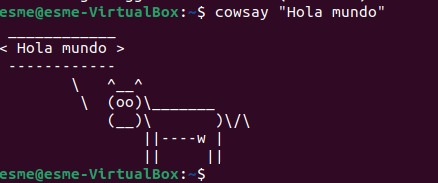 esme@esme-VirtualBox:~$ cowsay "Hola mundo"
 ____________
< Hola mundo >
 ------------
        \   ^__^
         \  (oo)\_______
            (__)\       )\/\
                ||----w |
                ||     ||
esme@esme-VirtualBox:~$